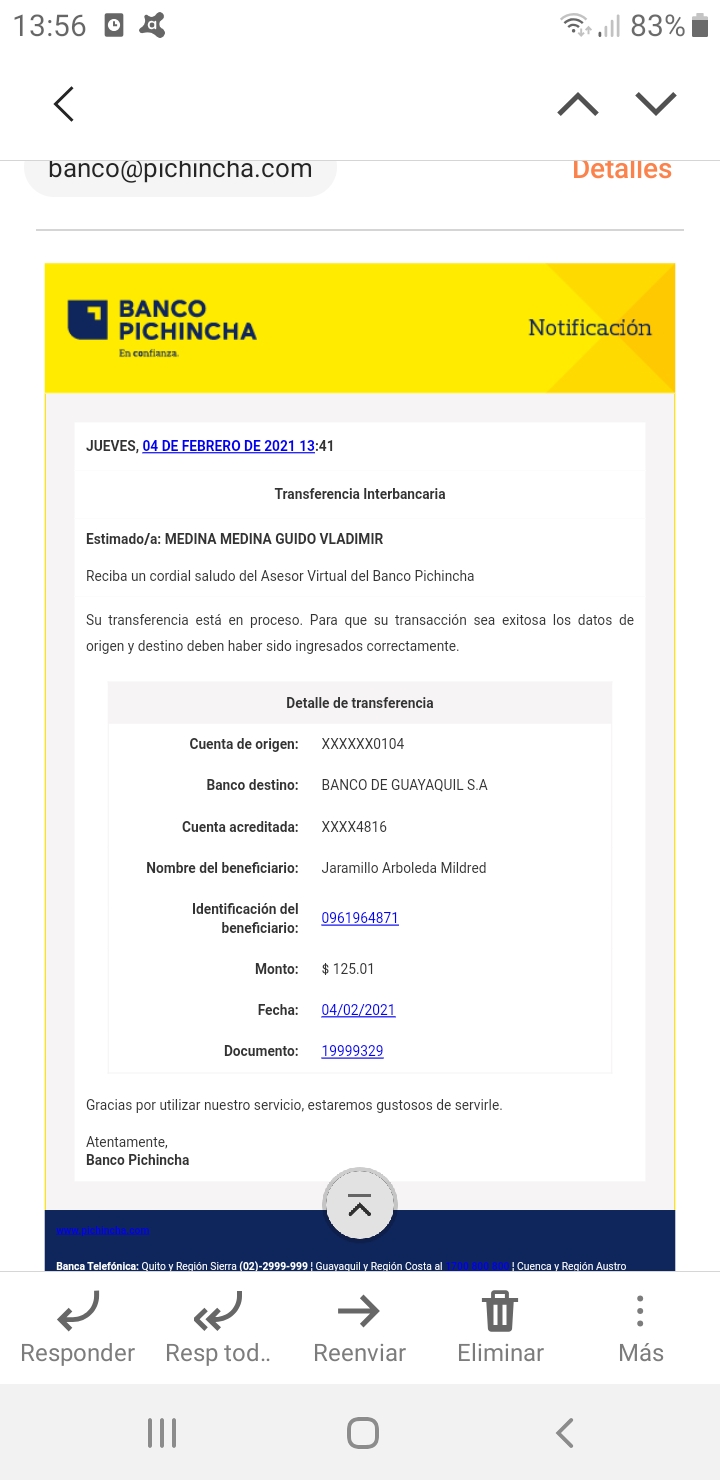 13:56
83%
banco@pichincha.com
Detalles
BANCO
PICHINCHA
En confianza.
Notificación
JUEVES, 04 DE FEBRERO DE 2021 13:41
Transferencia Interbancaria
Estimado/a: MEDINA MEDINA GUIDO VLADIMIR
Reciba un cordial saludo del Asesor Virtual del Banco Pichincha
Su transferencia está en proceso. Para que su transacción sea exitosa los datos de
origen y destino deben haber sido ingresados correctamente.
Detalle de transferencia
Cuenta de origen: XXXXXX0104
Banco destino: BANCO DE GUAYAQUIL S.A
Cuenta acreditada: XXXX4816
Nombre del beneficiario: Jaramillo Arboleda Mildred
Identificación del
beneficiario: 0961964871
Monto: $ 125.01
Fecha: 04/02/2021
Documento: 19999329
Gracias por utilizar nuestro servicio, estaremos gustosos de servirle.
Atentamente,
Banco Pichincha
www.pichincha.com
Banca Telefónica: Quito y Región Sierra (02)-2999-999 ¦ Guayaquil y Región Costa al ¦ Cuenca y Región Austro
Responder
Resp tod..
Reenviar
Eliminar
Más